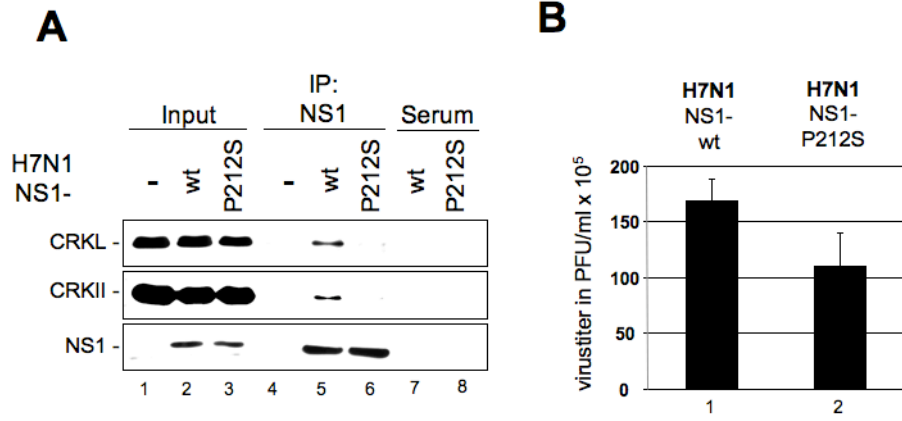 A
IP:
Input NS1 Serum
H7N1
NS1-
- wt P212S - wt P212S wt P212S
CRKL -
CRKII -
NS1 -
1 2 3 4 5 6 7 8
B
H7N1 H7N1
NS1- NS1-
wt P212S
virustiter in PFU/ml x 10⁵
200
150
100
50
0
1 2